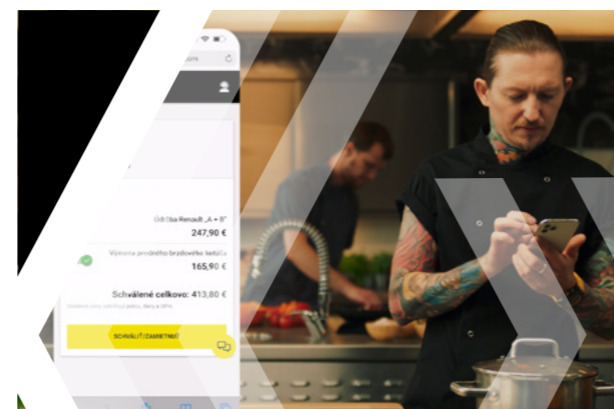 Údržba Renault „A + B"
247,90 €
Výmena predného brzdového kotúča
165,90 €
Schválené celkovo: 413,80 €
SCHVÁLIŤ/ZAMIETNUŤ